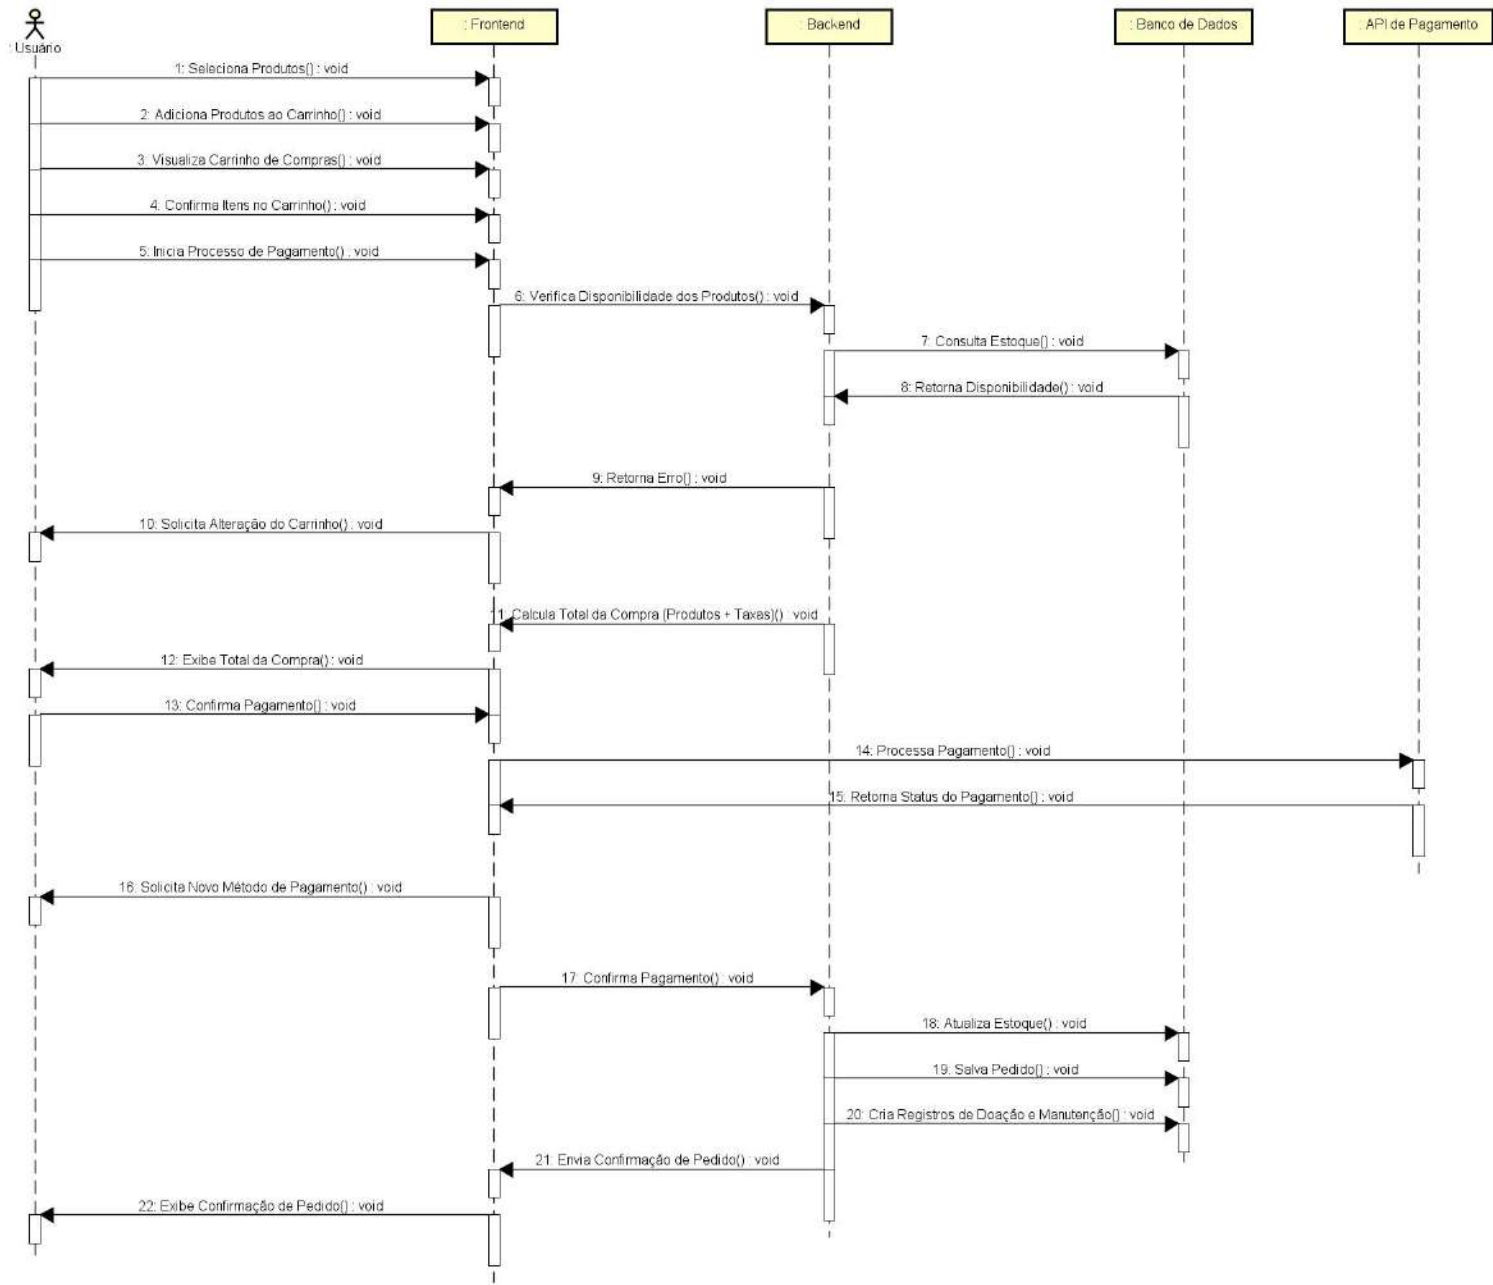 : Usuário
: Frontend
: Backend
: Banco de Dados
: API de Pagamento
1: Seleciona Produtos() : void
2: Adiciona Produtos ao Carrinho() : void
3: Visualiza Carrinho de Compras() : void
4: Confirma Itens no Carrinho() : void
5: Inicia Processo de Pagamento() : void
6: Verifica Disponibilidade dos Produtos() : void
7: Consulta Estoque() : void
8: Retorna Disponibilidade() : void
9: Retorna Erro() : void
10: Solicita Alteração do Carrinho() : void
11: Calcula Total da Compra (Produtos + Taxas)() : void
12: Exibe Total da Compra() : void
13: Confirma Pagamento() : void
14: Processa Pagamento() : void
15: Retorna Status do Pagamento() : void
16: Solicita Novo Método de Pagamento() : void
17: Confirma Pagamento() : void
18: Atualiza Estoque() : void
19: Salva Pedido() : void
20: Cria Registros de Doação e Manutenção() : void
21: Envia Confirmação de Pedido() : void
22: Exibe Confirmação de Pedido() : void